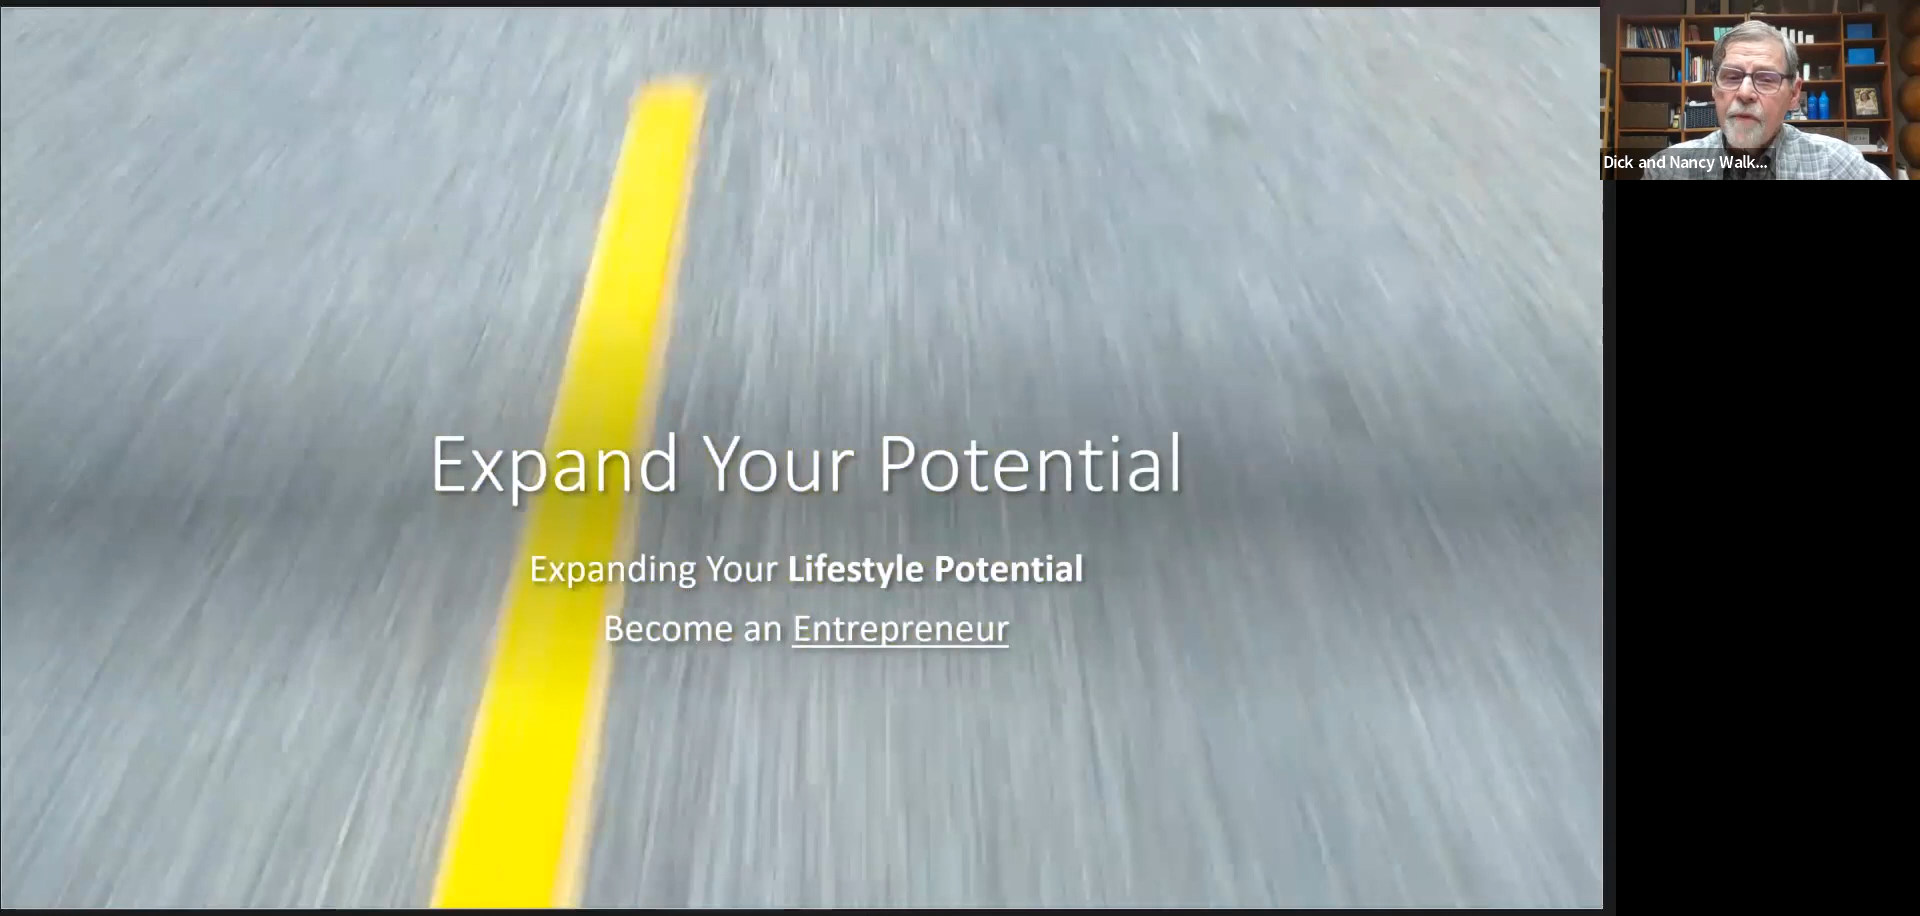 Expand Your Potential
Expanding Your Lifestyle Potential
Become an Entrepreneur
Dick and Nancy Walk...